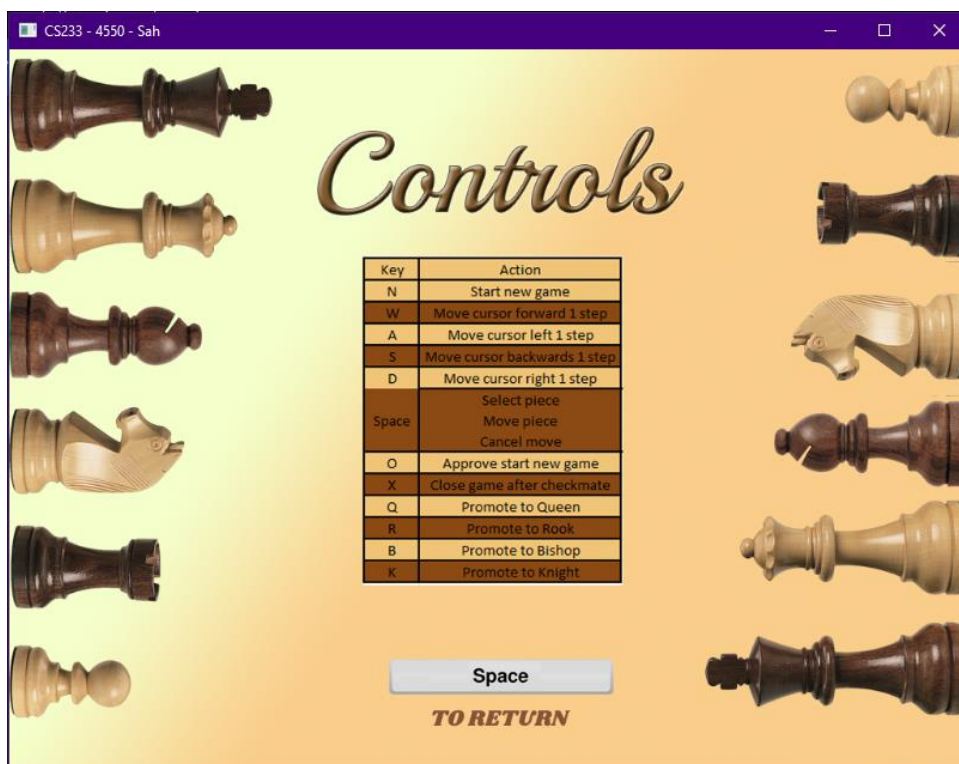 CS233 - 4550 - Sah
Controls
Key Action
N Start new game
W Move cursor forward 1 step
A Move cursor left 1 step
S Move cursor backwards 1 step
D Move cursor right 1 step
Space Select piece
Move piece
Cancel move
O Approve start new game
X Close game after checkmate
Q Promote to Queen
R Promote to Rook
B Promote to Bishop
K Promote to Knight
Space
TO RETURN